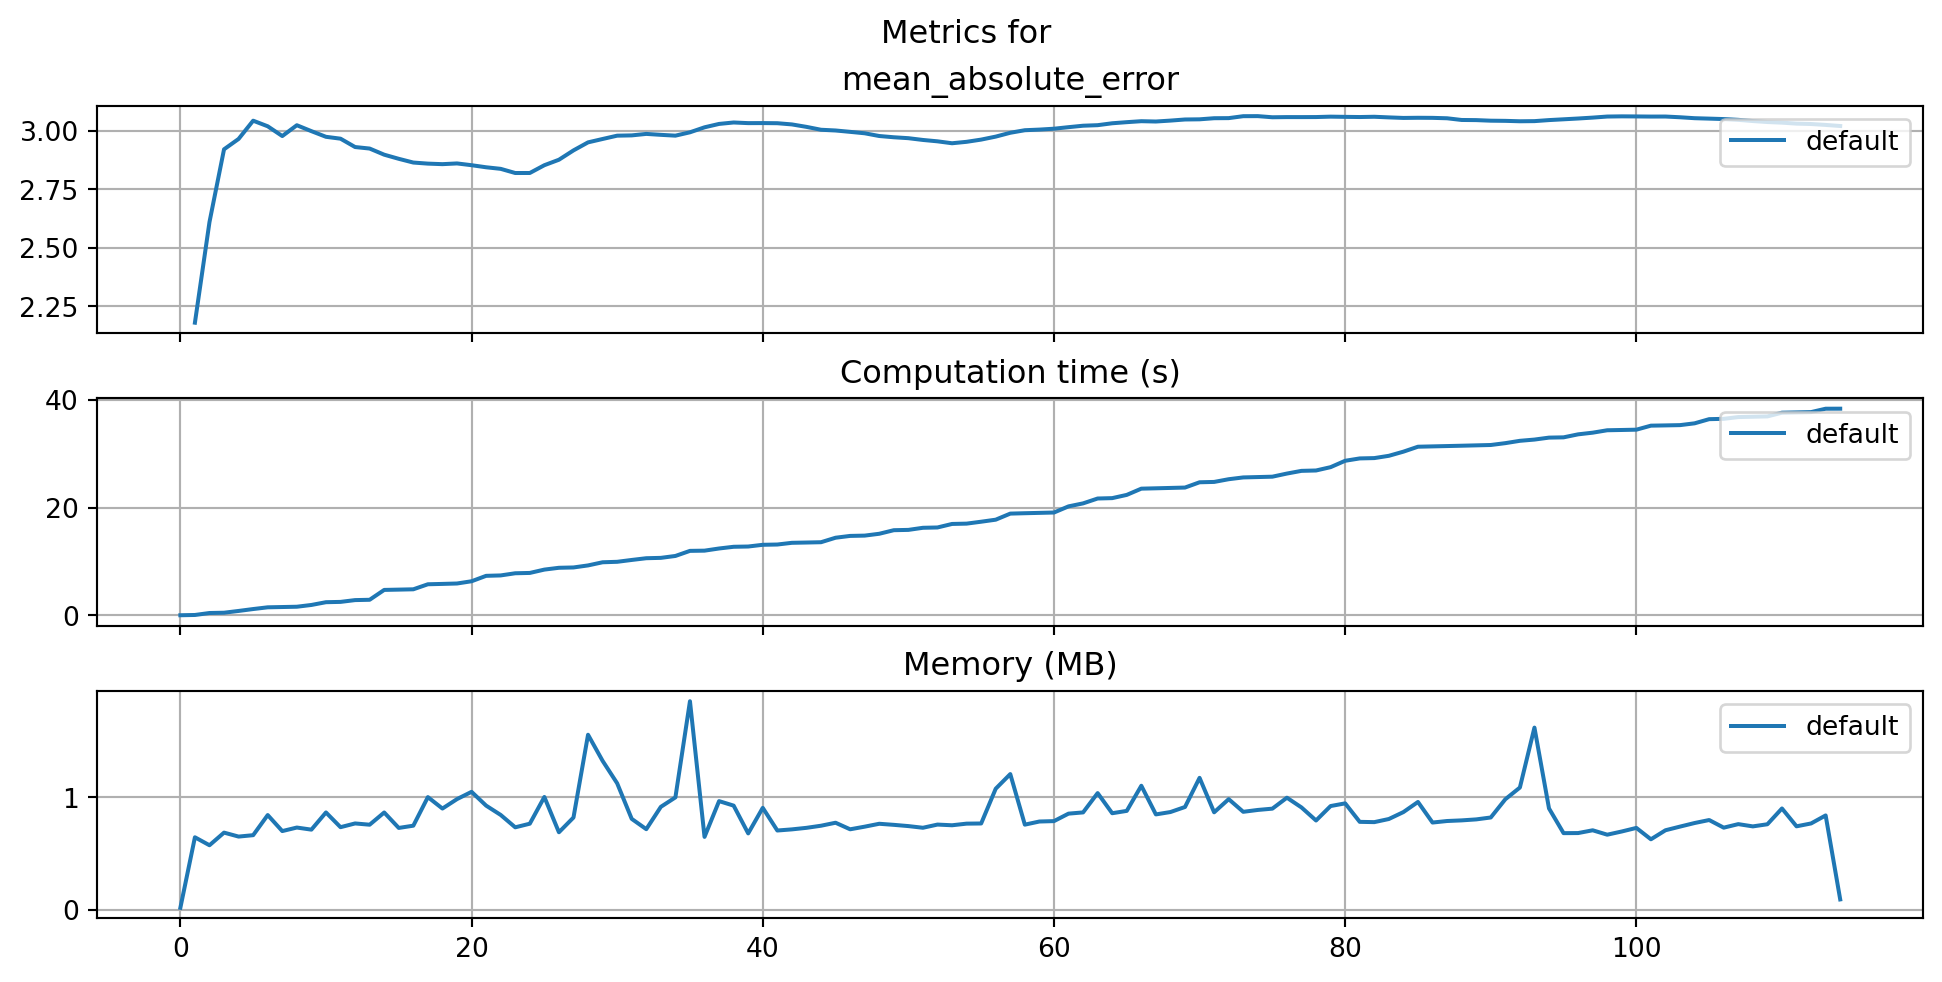 Metrics for
mean_absolute_error
3.00
2.75
2.50
2.25
default
Computation time (s)
40
20
0
default
Memory (MB)
1
0
default
0 20 40 60 80 100